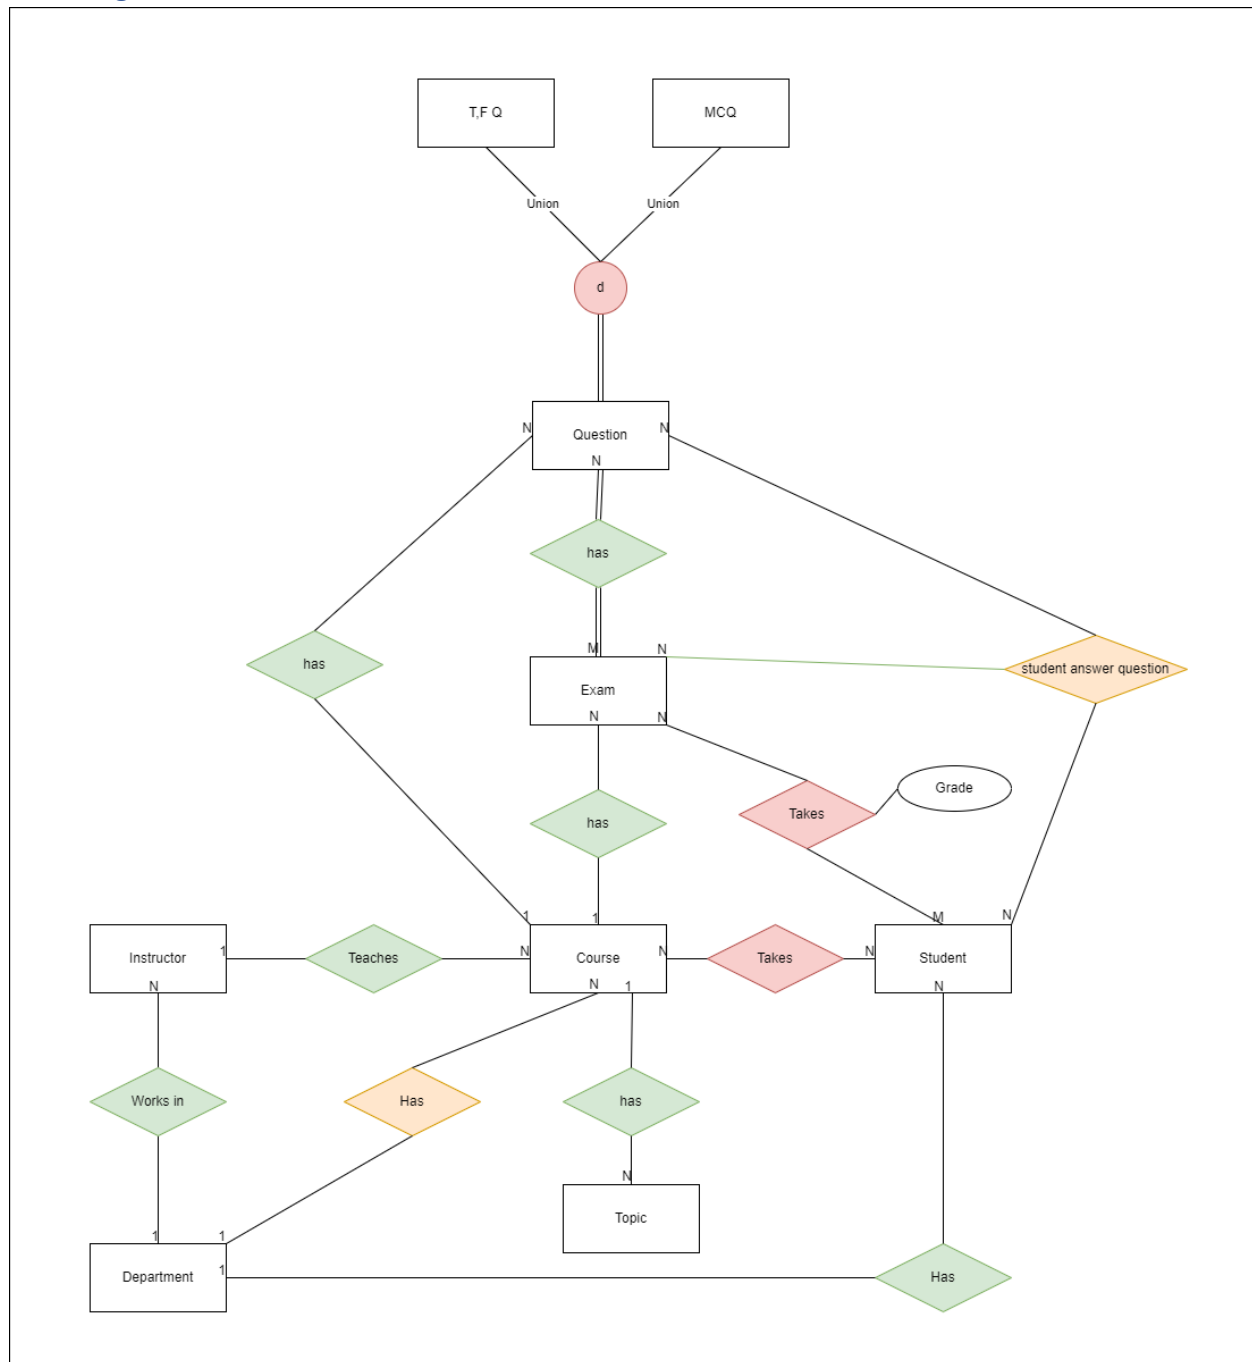 T,F Q
MCQ
Union
Union
d
N
Question
N
N
has
has
M
N
student answer question
Exam
N
N
Grade
Takes
has
1
1
M
N
Instructor
1
Teaches
N
Course
N
Takes
N
Student
N
N
1
N
Works in
Has
has
N
Topic
1
1
Department
1
Has